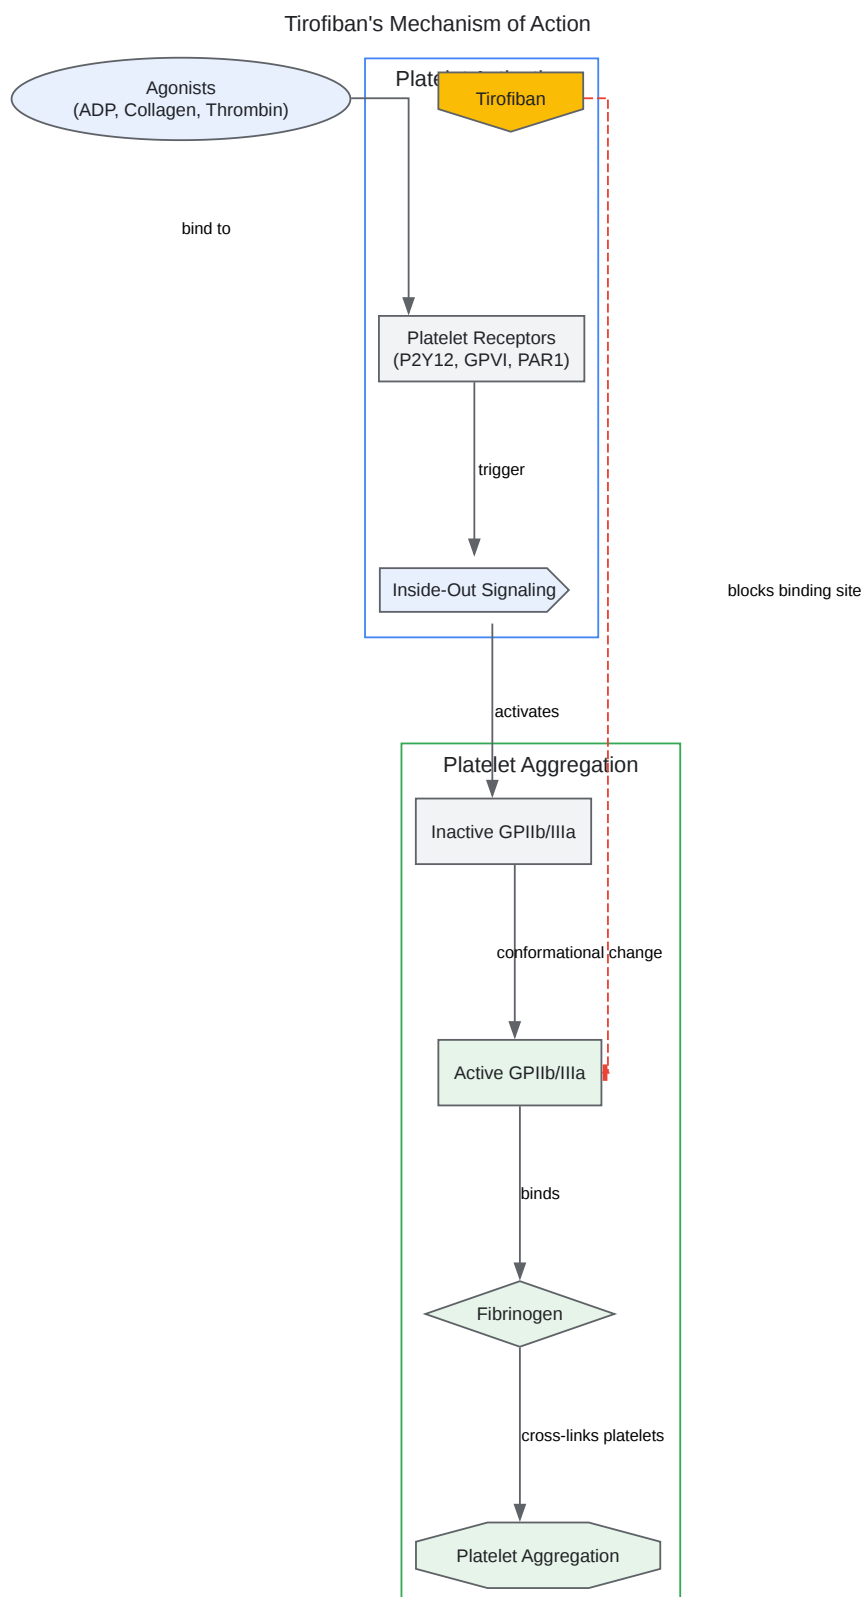 Tirofiban's Mechanism of Action
Agonists
(ADP, Collagen, Thrombin)
Tirofiban
bind to
Platelet Receptors
(P2Y12, GPVI, PAR1)
trigger
Inside-Out Signaling
blocks binding site
activates
Platelet Aggregation
Inactive GPIIb/IIIa
conformational change
Active GPIIb/IIIa
binds
Fibrinogen
cross-links platelets
Platelet Aggregation